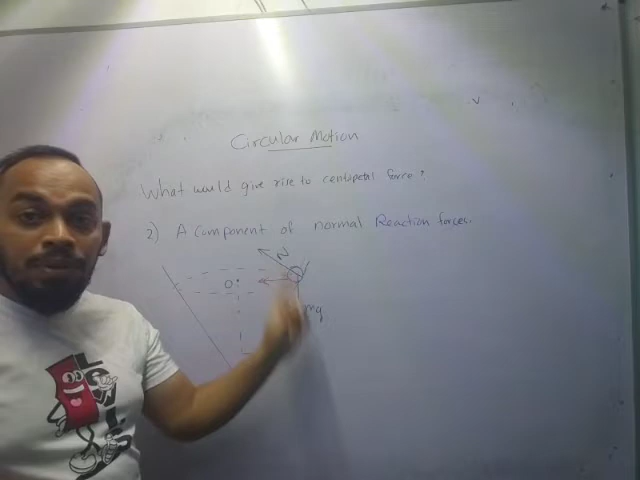 Circular Motion
What would give rise to centripetal force?
2) A component of normal Reaction forces.
N
O
mg